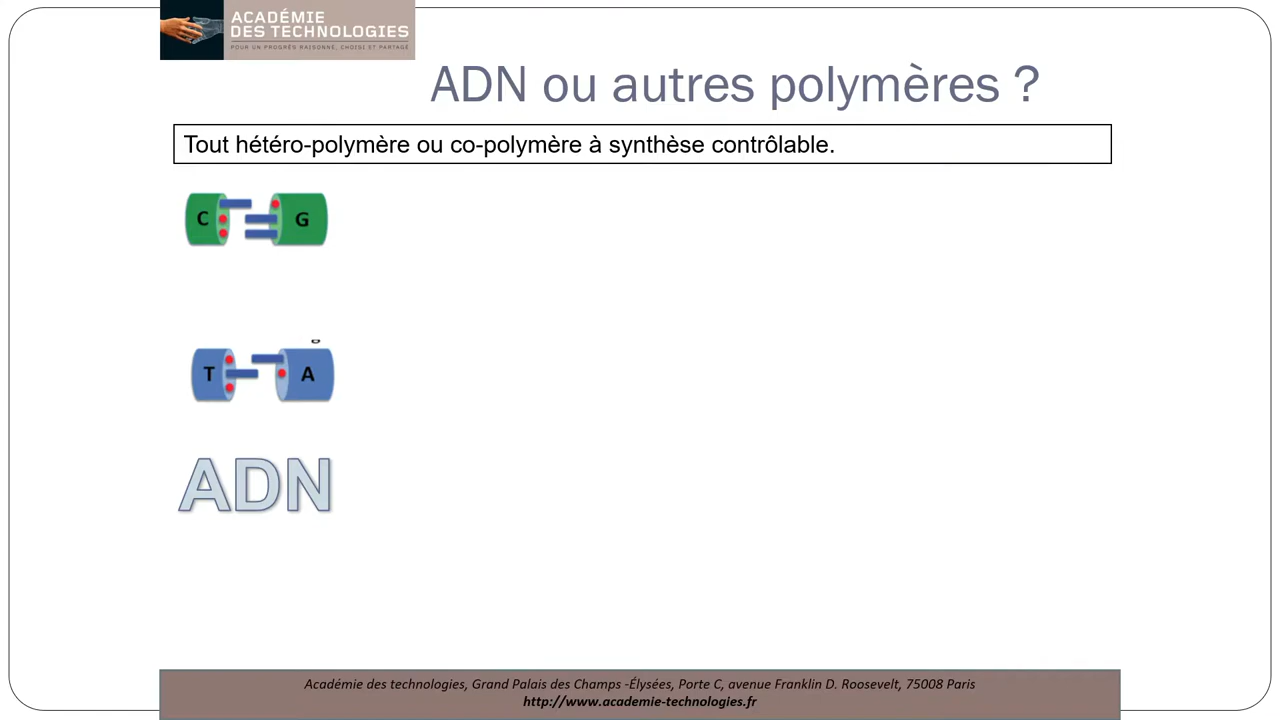 ACADÉMIE
DES TECHNOLOGIES
POUR UN PROGRÈS RAISONNÉ, CHOISI ET PARTAGÉ
ADN ou autres polymères ?
Tout hétéro-polymère ou co-polymère à synthèse contrôlable.
C G
T A
ADN
Académie des technologies, Grand Palais des Champs -Élysées, Porte C, avenue Franklin D. Roosevelt, 75008 Paris
http://www.academie-technologies.fr